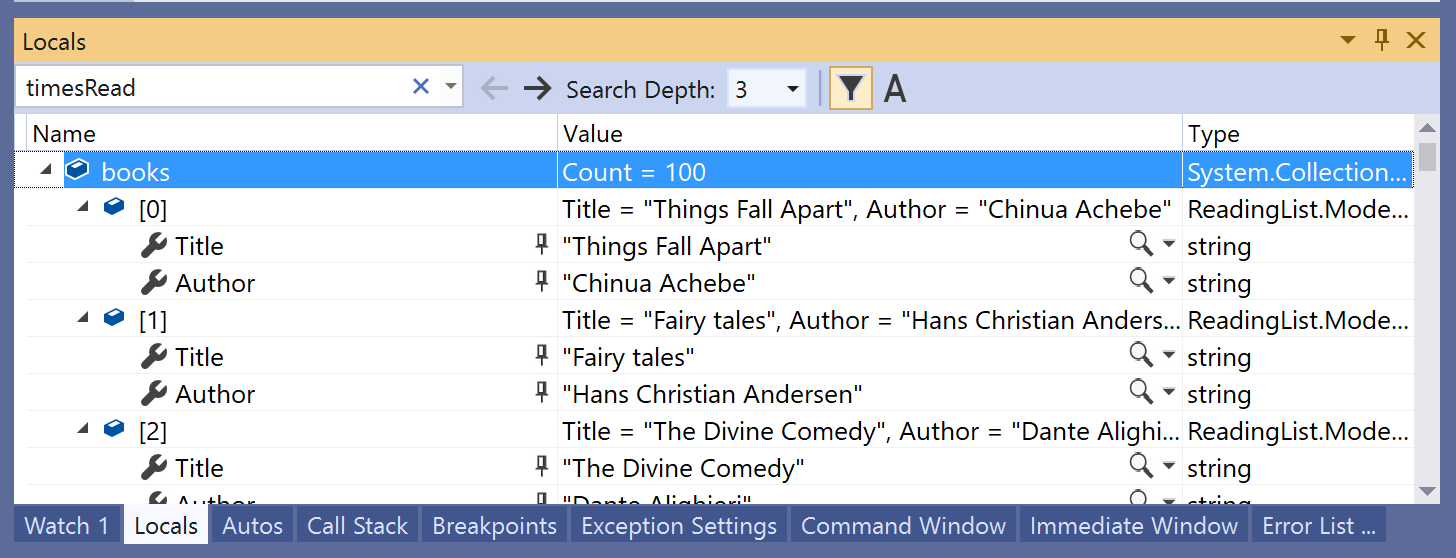 Locals
timesRead Search Depth: 3 A
Name Value Type
books Count = 100 System.Collection...
[0] Title = "Things Fall Apart", Author = "Chinua Achebe" ReadingList.Mode...
Title "Things Fall Apart" string
Author "Chinua Achebe" string
[1] Title = "Fairy tales", Author = "Hans Christian Anders... ReadingList.Mode...
Title "Fairy tales" string
Author "Hans Christian Andersen" string
[2] Title = "The Divine Comedy", Author = "Dante Alighi... ReadingList.Mode...
Title "The Divine Comedy" string
Author "Dante Alighieri" string
Watch 1 Locals Autos Call Stack Breakpoints Exception Settings Command Window Immediate Window Error List ...